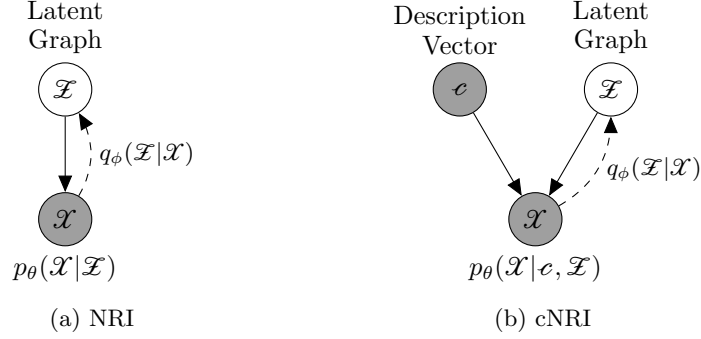 Latent
Graph
𝒵
q_ϕ(𝒵|𝒳)
𝒳
p_θ(𝒳|𝒵)
(a) NRI
Description
Vector
Latent
Graph
𝒸
𝒵
q_ϕ(𝒵|𝒳)
𝒳
p_θ(𝒳|𝒸, 𝒵)
(b) cNRI